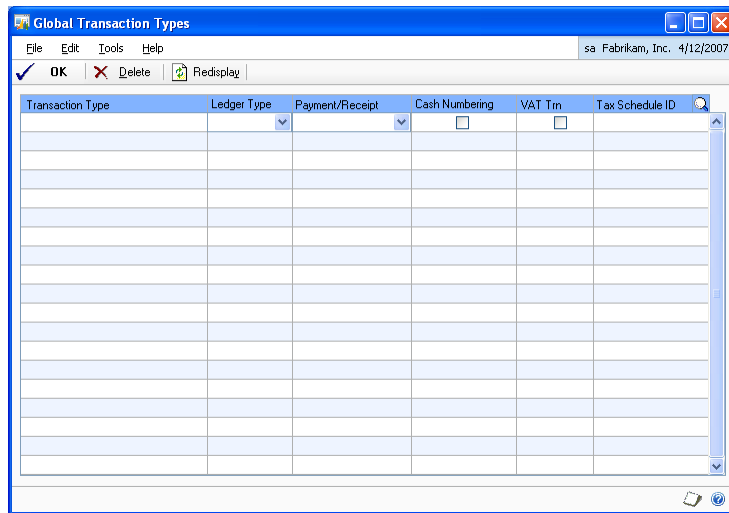 Global Transaction Types
File Edit Tools Help
sa Fabrikam, Inc. 4/12/2007
OK Delete Redisplay
Transaction Type Ledger Type Payment/Receipt Cash Numbering VAT Trn Tax Schedule ID